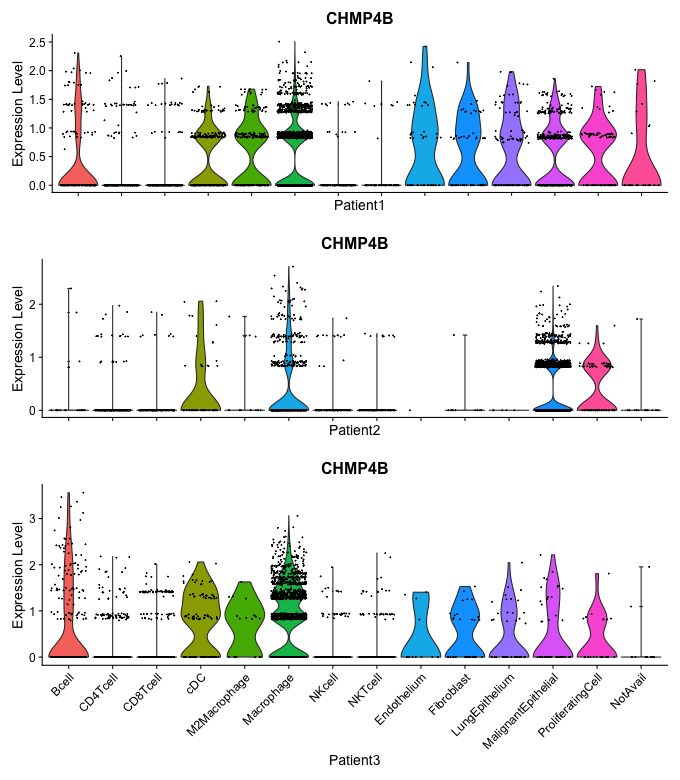 CHMP4B
Expression Level
2.5
2.0
1.5
1.0
0.5
0.0
Patient1
CHMP4B
Expression Level
2
1
0
Patient2
CHMP4B
Expression Level
3
2
1
0
Bcell
CD4Tcell
CD8Tcell
cDC
M2Macrophage
Macrophage
NKcell
NKTcell
Endothelium
Fibroblast
LungEpithelium
MalignantEpithelial
ProliferatingCell
NotAvail
Patient3